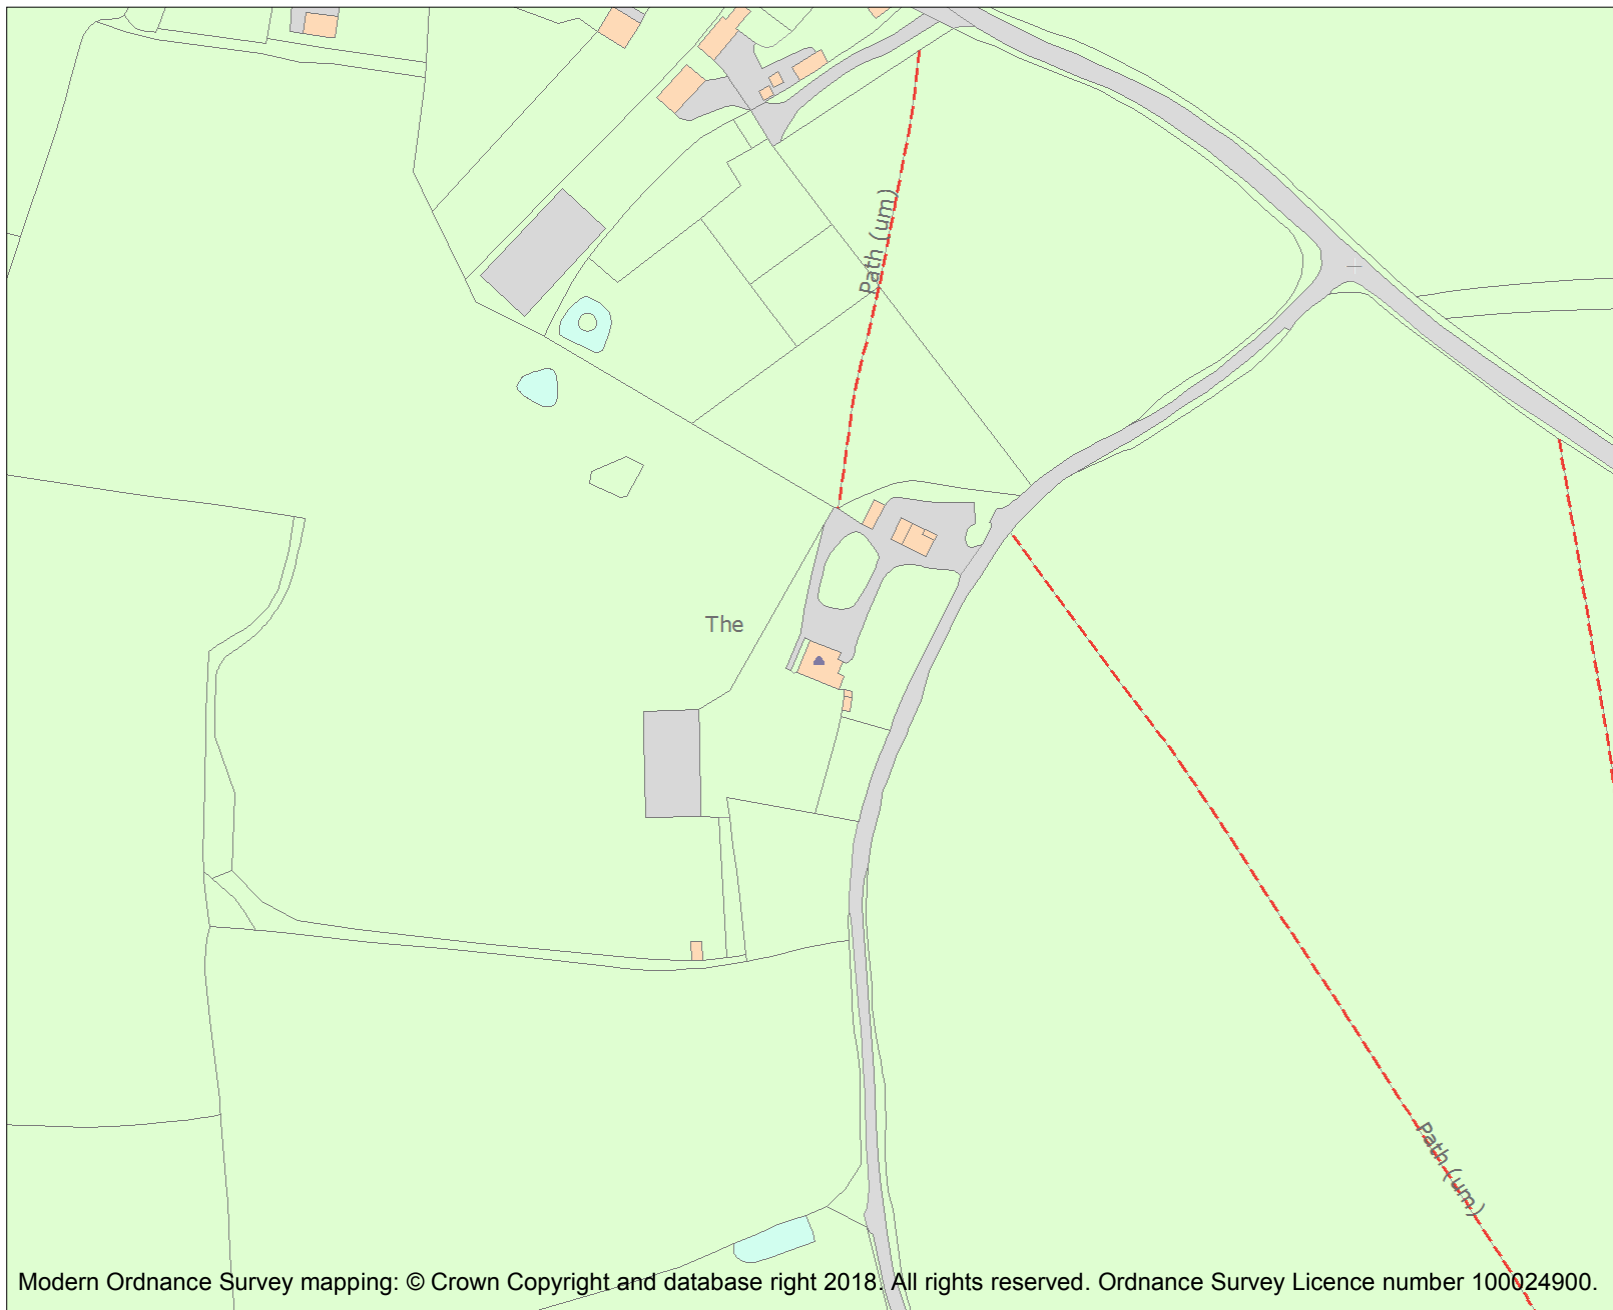 Path (um)
The
Path (um)
Modern Ordnance Survey mapping: © Crown Copyright and database right 2018. All rights reserved. Ordnance Survey Licence number 100024900.